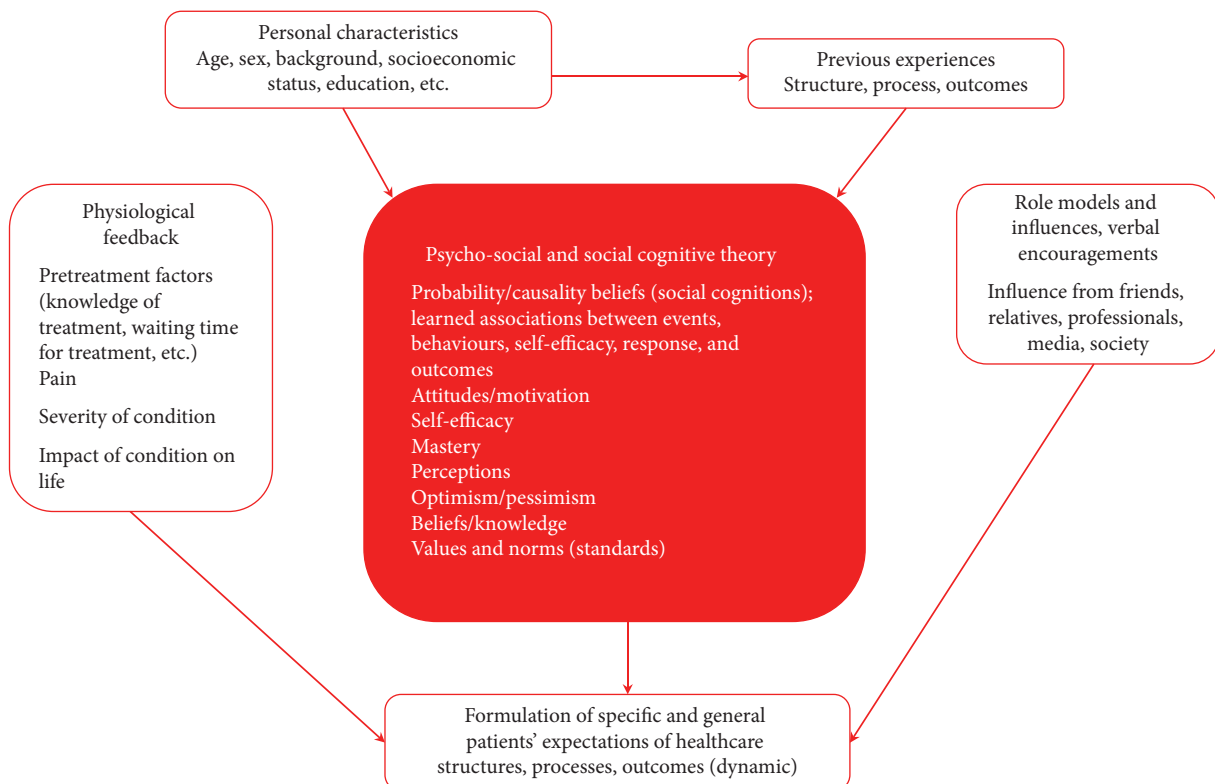 Personal characteristics
Age, sex, background, socioeconomic
status, education, etc.
Previous experiences
Structure, process, outcomes
Physiological
feedback
Pretreatment factors
(knowledge of
treatment, waiting time
for treatment, etc.)
Pain
Severity of condition
Impact of condition on
life
Psycho-social and social cognitive theory
Probability/causality beliefs (social cognitions);
learned associations between events,
behaviours, self-efficacy, response, and
outcomes
Attitudes/motivation
Self-efficacy
Mastery
Perceptions
Optimism/pessimism
Beliefs/knowledge
Values and norms (standards)
Role models and
influences, verbal
encouragements
Influence from friends,
relatives, professionals,
media, society
Formulation of specific and general
patients’ expectations of healthcare
structures, processes, outcomes (dynamic)